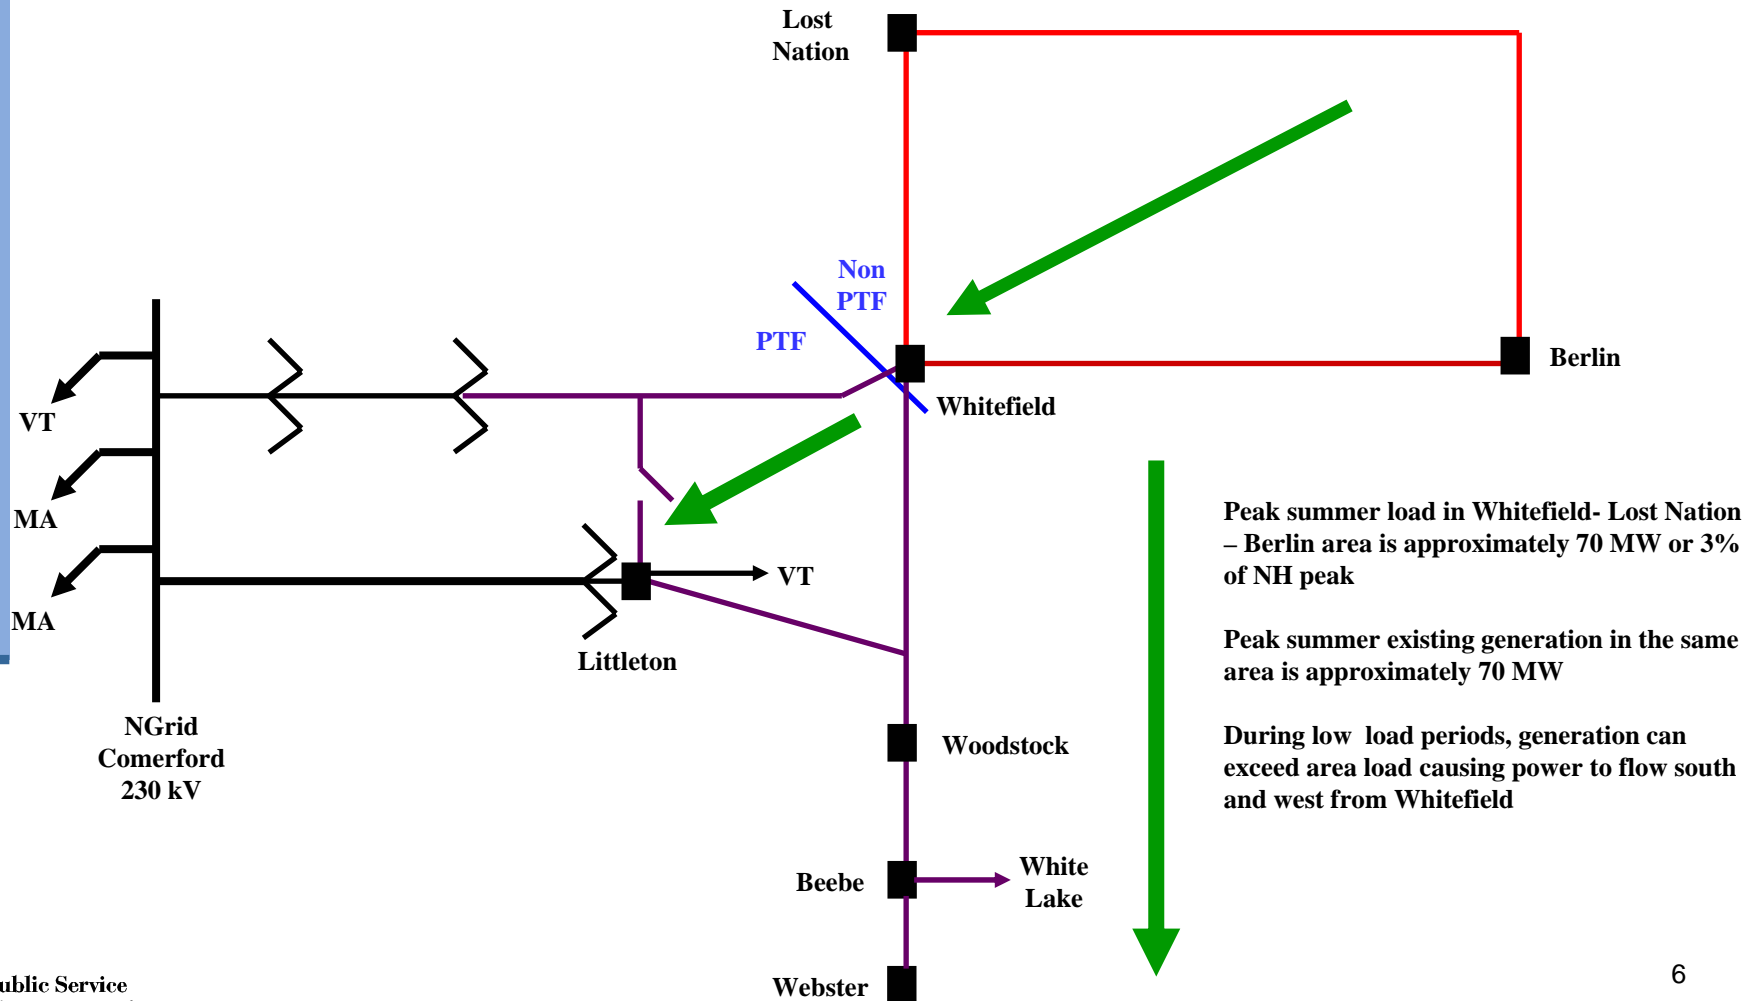 Lost
Nation
Non
PTF
PTF
Berlin
Whitefield
VT
MA
MA
VT
Littleton
NGrid
Comerford
230 kV
Woodstock
Beebe
White
Lake
Webster
Peak summer load in Whitefield- Lost Nation
– Berlin area is approximately 70 MW or 3%
of NH peak
Peak summer existing generation in the same
area is approximately 70 MW
During low load periods, generation can
exceed area load causing power to flow south
and west from Whitefield
ublic Service
6